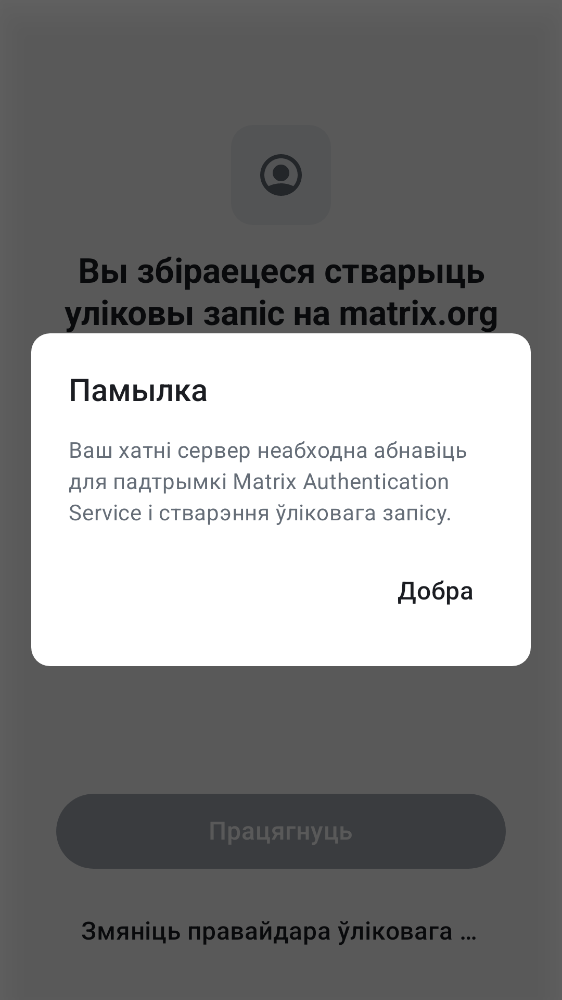 Вы збіраецеся стварыць
уліковы запіс на matrix.org
Памылка
Ваш хатні сервер неабходна абнавіць
для падтрымкі Matrix Authentication
Service і стварэння ўліковага запісу.
Добра
Працягнуць
Змяніць правайдара ўліковага ...